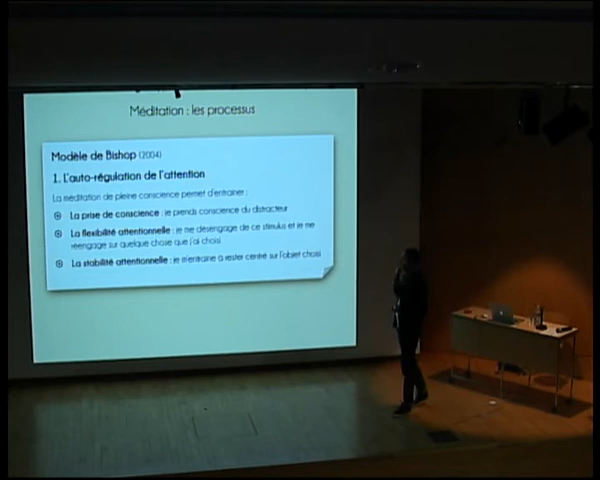 Méditation : les processus
Modèle de Bishop (2004)
1. L'auto-régulation de l'attention
La méditation de pleine conscience permet d'entrainer :
La prise de conscience : je prends conscience du distracteur
La flexibilité attentionnelle : je me désengage de ce stimulus et je me
réengage sur quelque chose que j'ai choisi
La stabilité attentionnelle : je m'entraine à rester centré sur l'objet choisi